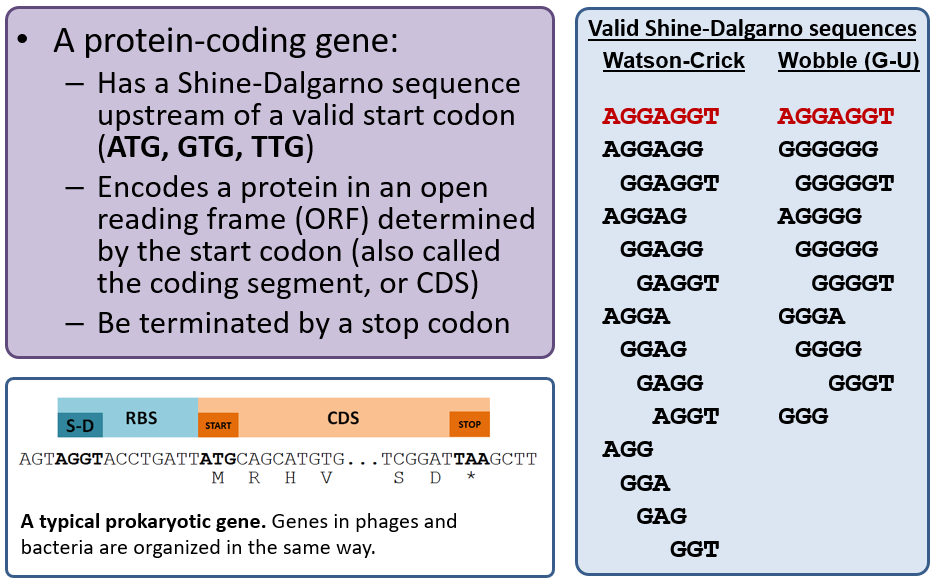 • A protein-coding gene:
– Has a Shine-Dalgarno sequence
upstream of a valid start codon
(ATG, GTG, TTG)
– Encodes a protein in an open
reading frame (ORF) determined
by the start codon (also called
the coding segment, or CDS)
– Be terminated by a stop codon
S-D RBS START CDS STOP
AGTAGGTACCTGATTATGCAGCATGTG...TCGGATTAAGCTT
M R H V S D *
A typical prokaryotic gene. Genes in phages and
bacteria are organized in the same way.
Valid Shine-Dalgarno sequences
Watson-Crick Wobble (G-U)
AGGAGGT AGGAGGT
AGGAGG GGGGGG
GGAGGT GGGGGT
AGGAG AGGGG
GGAGG GGGGG
GAGGT GGGGT
AGGA GGGA
GGAG GGGG
GAGG GGGT
AGGT GGG
AGG
GGA
GAG
GGT